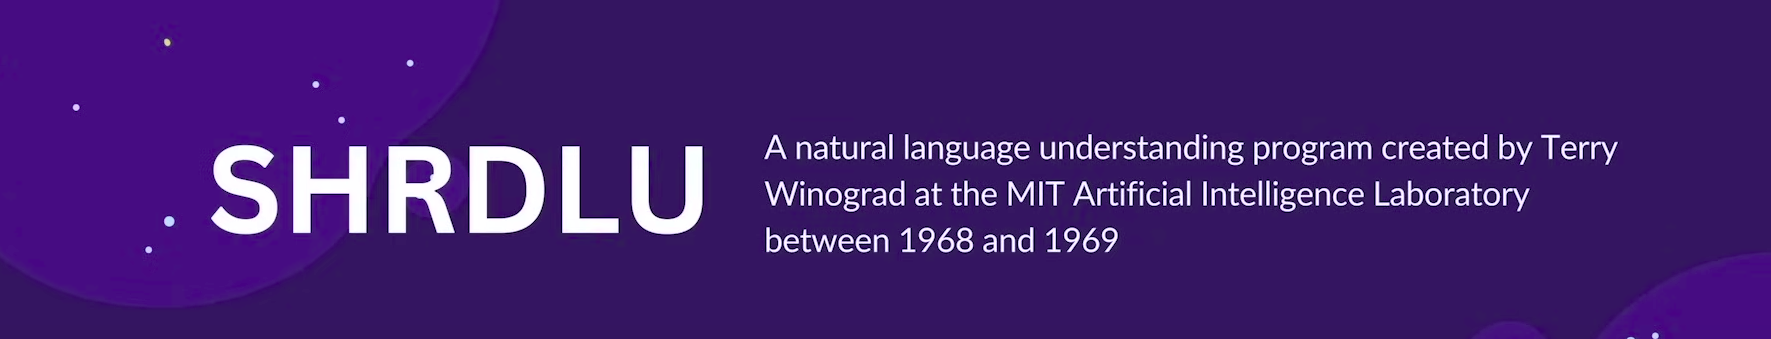 SHRDLU
A natural language understanding program created by Terry
Winograd at the MIT Artificial Intelligence Laboratory
between 1968 and 1969